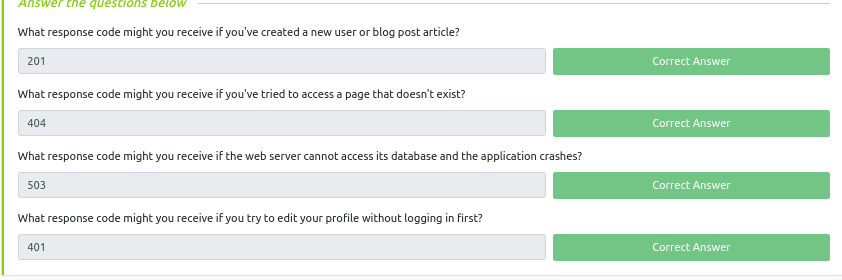 Answer the questions below
What response code might you receive if you've created a new user or blog post article?
201
Correct Answer
What response code might you receive if you've tried to access a page that doesn't exist?
404
Correct Answer
What response code might you receive if the web server cannot access its database and the application crashes?
503
Correct Answer
What response code might you receive if you try to edit your profile without logging in first?
401
Correct Answer